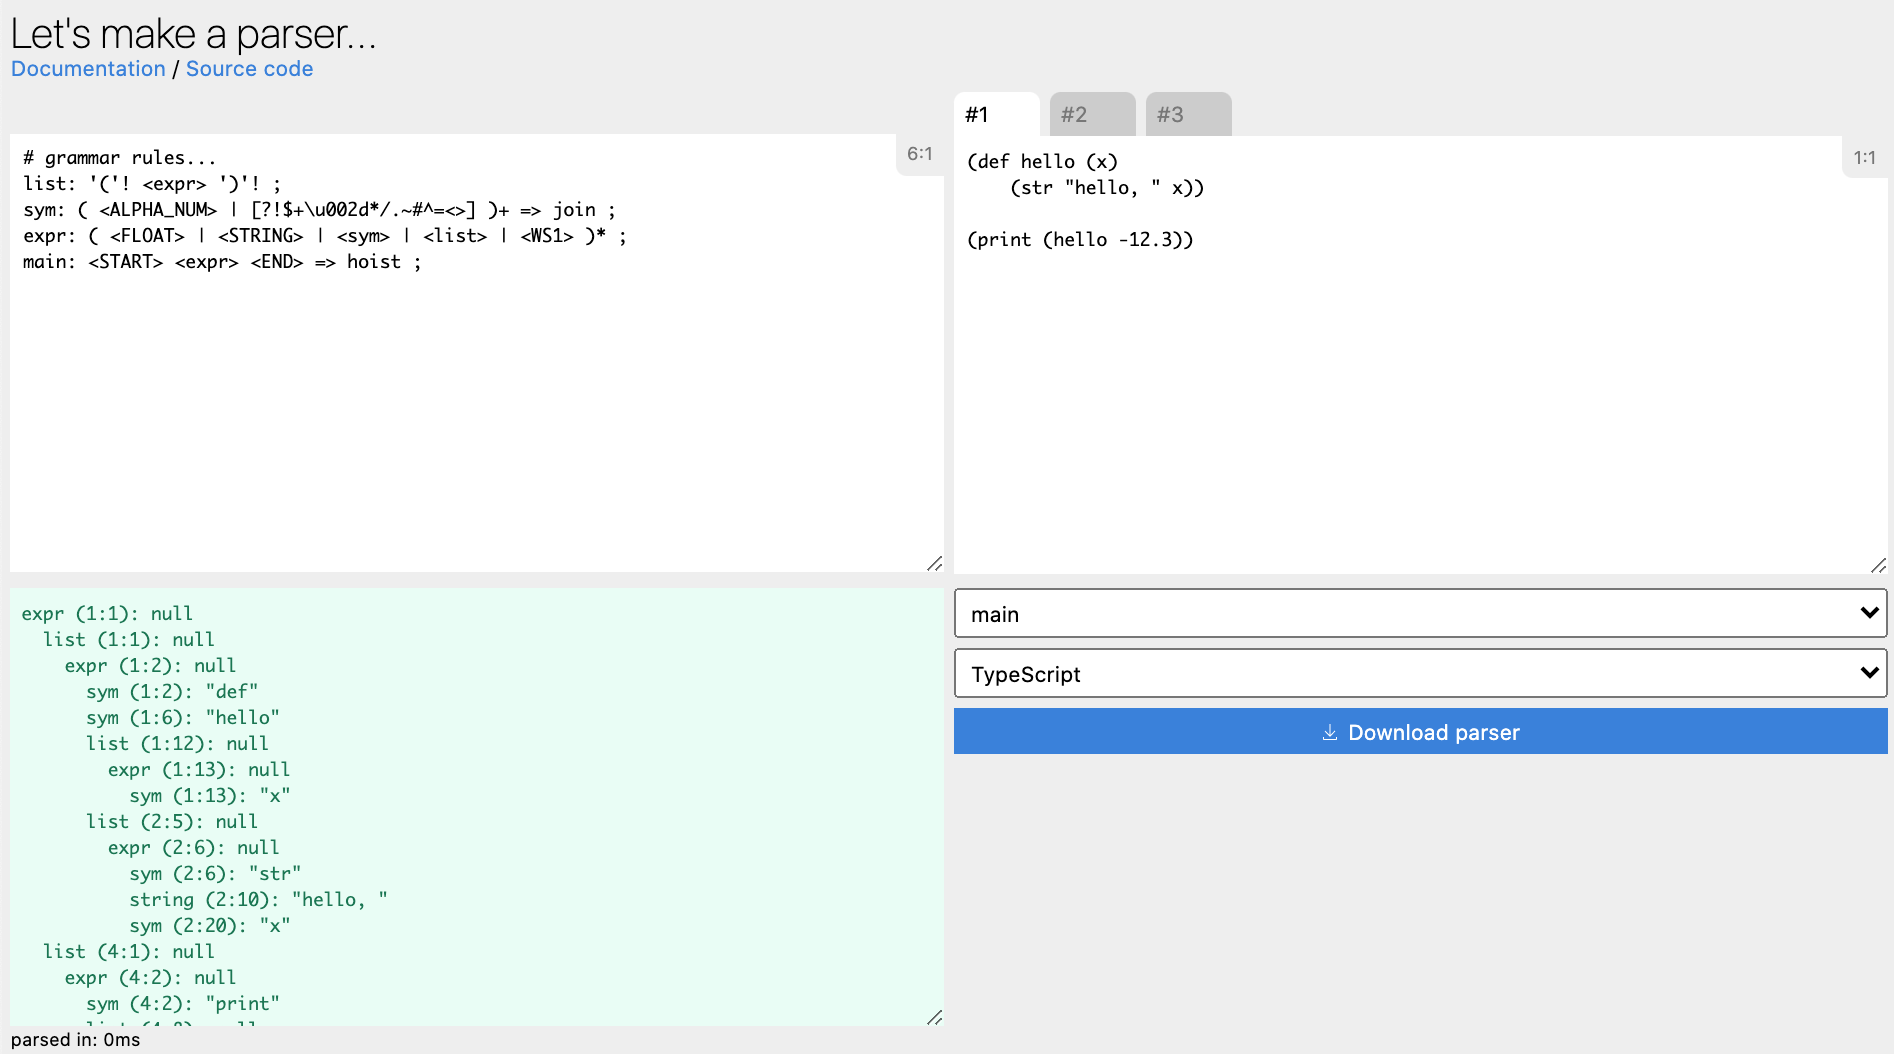 Let's make a parser...
Documentation / Source code
# grammar rules...
list: '('! <expr> ')'! ;
sym: ( <ALPHA_NUM> | [?!$+\u002d*/.~#^=<>] )+ => join ;
expr: ( <FLOAT> | <STRING> | <sym> | <list> | <WS1> )* ;
main: <START> <expr> <END> => hoist ;
6:1
#1
#2
#3
(def hello (x)
    (str "hello, " x))
(print (hello -12.3))
1:1
expr (1:1): null
  list (1:1): null
    expr (1:2): null
      sym (1:2): "def"
      sym (1:6): "hello"
      list (1:12): null
        expr (1:13): null
          sym (1:13): "x"
      list (2:5): null
        expr (2:6): null
          sym (2:6): "str"
          string (2:10): "hello, "
          sym (2:20): "x"
  list (4:1): null
    expr (4:2): null
      sym (4:2): "print"
parsed in: 0ms
main
TypeScript
Download parser